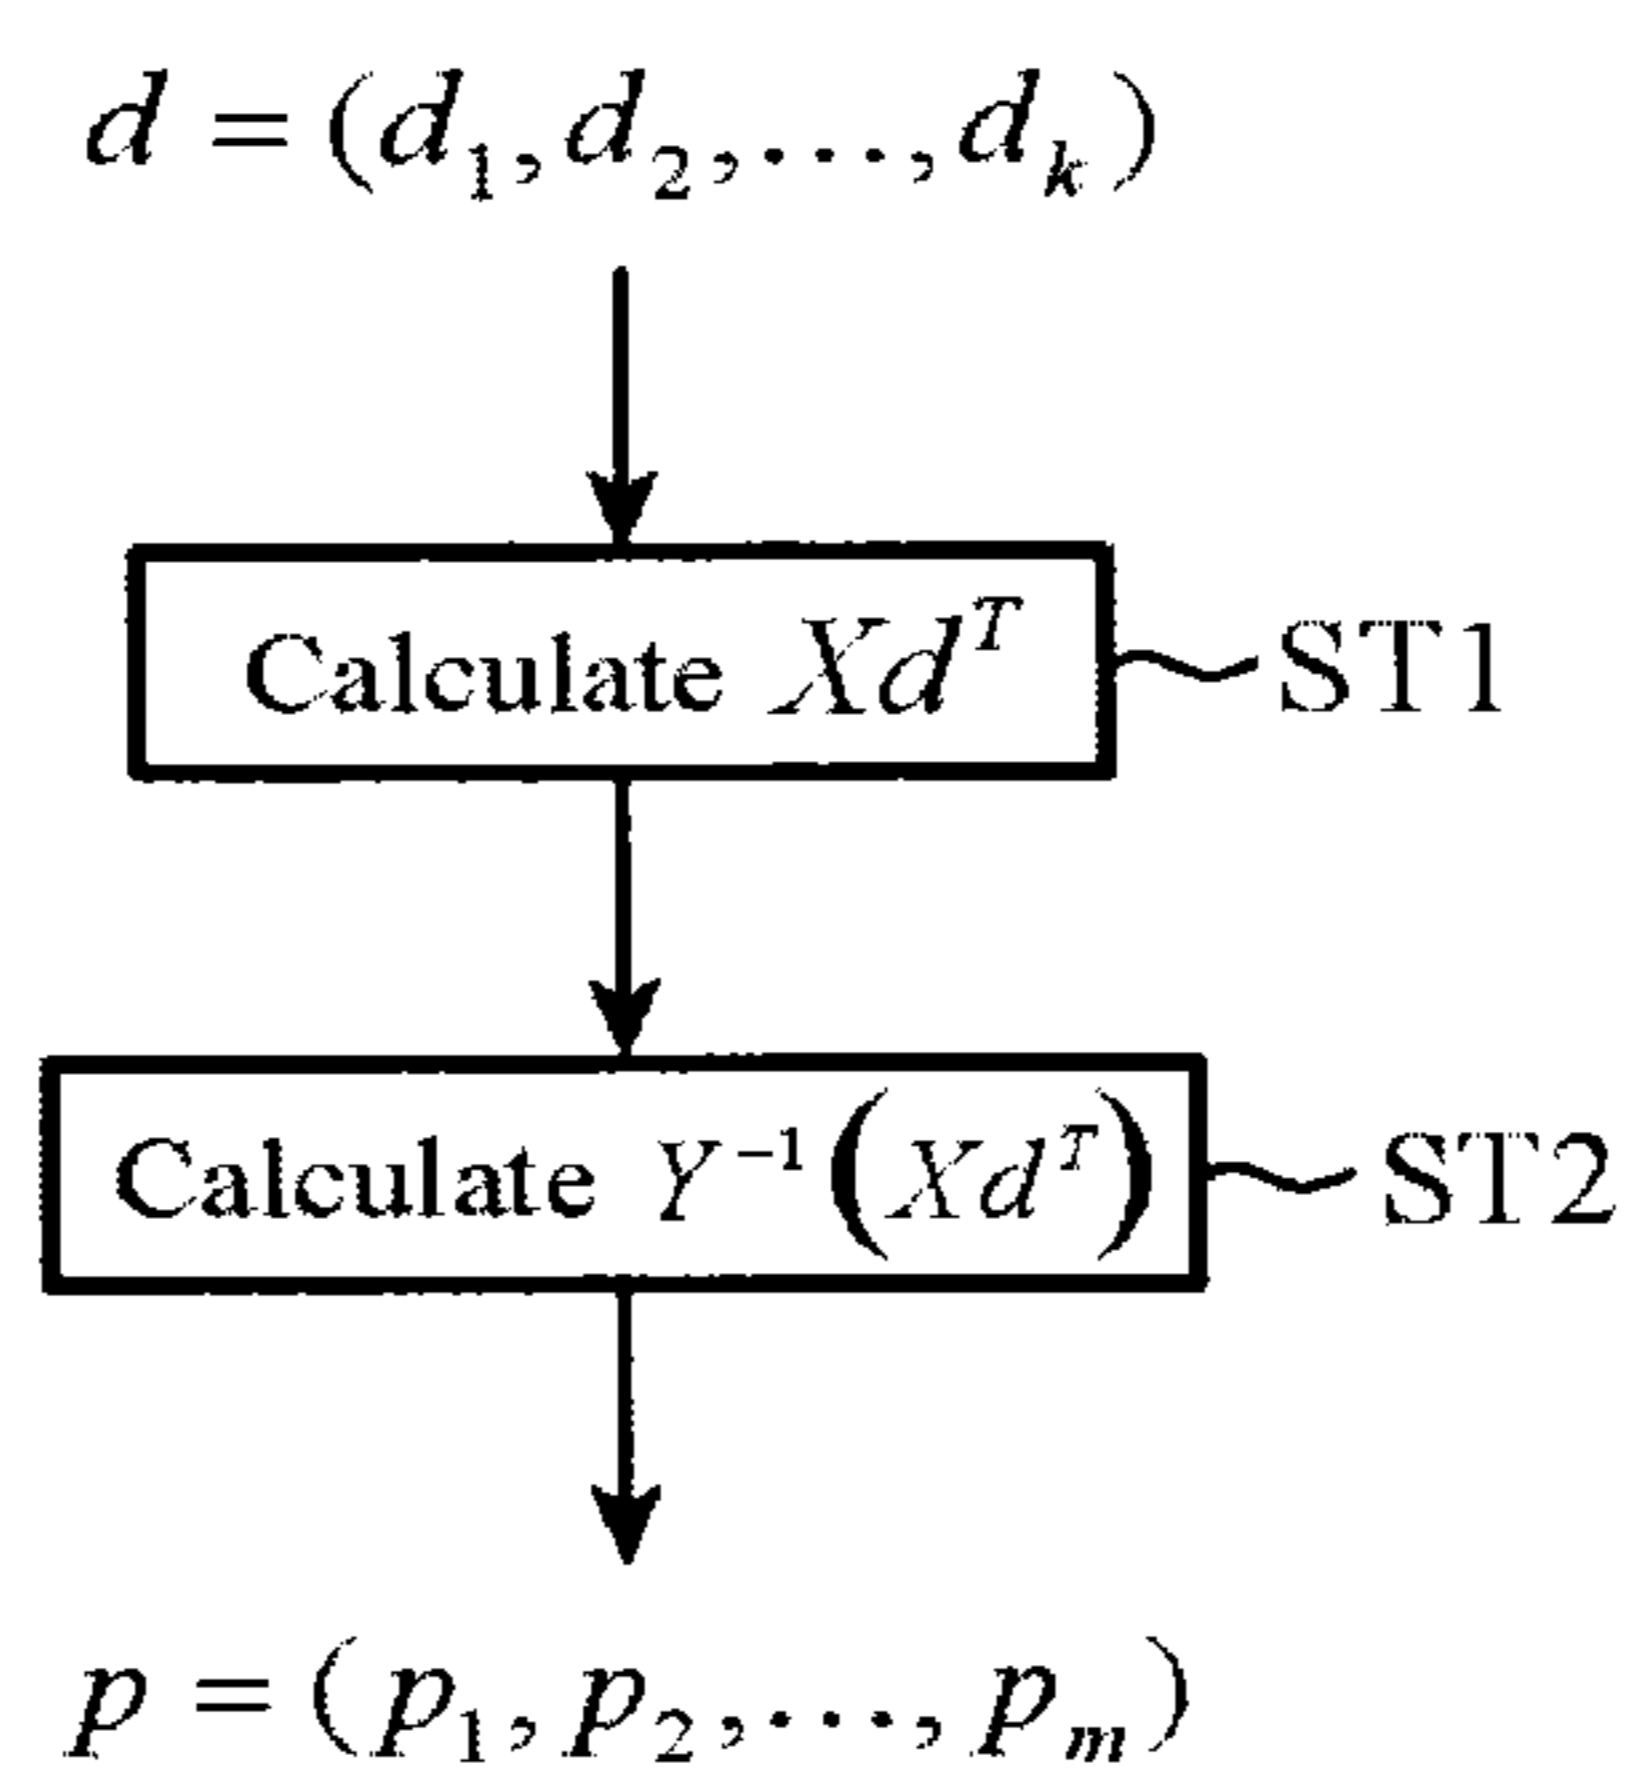 d = (d₁, d₂, ..., dₖ)
Calculate Xdᵀ ST1
Calculate Y⁻¹(Xdᵀ) ST2
p = (p₁, p₂, ..., pₘ)